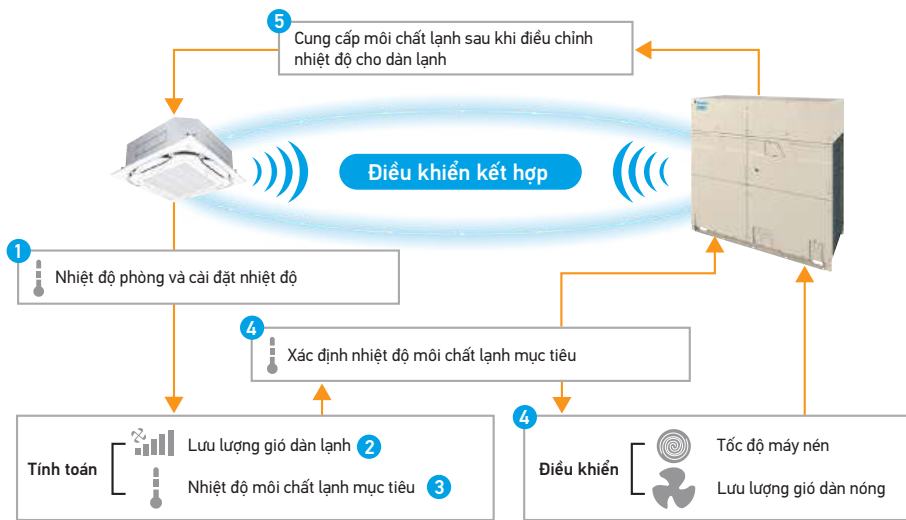 5
Cung cấp môi chất lạnh sau khi điều chỉnh
nhiệt độ cho dàn lạnh
Điều khiển kết hợp
1
Nhiệt độ phòng và cài đặt nhiệt độ
4
Xác định nhiệt độ môi chất lạnh mục tiêu
Tính toán
Lưu lượng gió dàn lạnh 2
Nhiệt độ môi chất lạnh mục tiêu 3
4
Điều khiển
Tốc độ máy nén
Lưu lượng gió dàn nóng